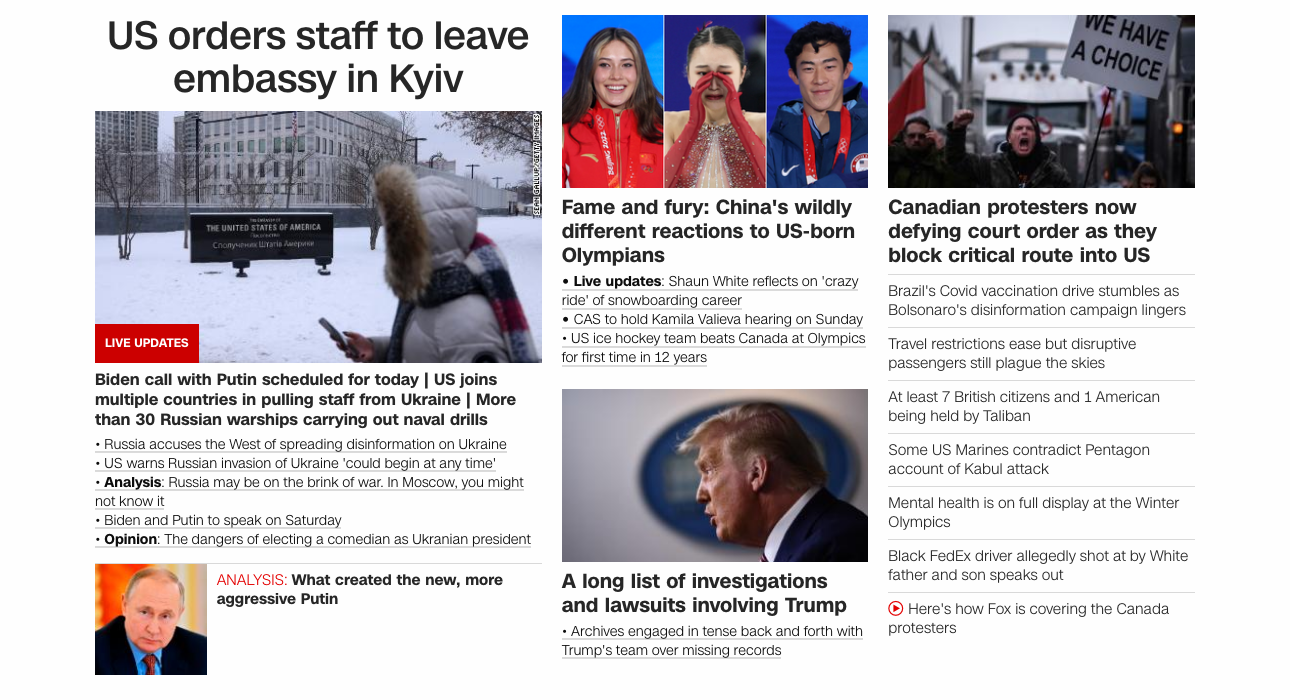 US orders staff to leave
embassy in Kyiv
SEAN GALLUP/GETTY IMAGES
THE UNITED STATES OF AMERICA
Сполучених Штатів Америки
LIVE UPDATES
Biden call with Putin scheduled for today | US joins
multiple countries in pulling staff from Ukraine | More
than 30 Russian warships carrying out naval drills
• Russia accuses the West of spreading disinformation on Ukraine
• US warns Russian invasion of Ukraine 'could begin at any time'
• Analysis: Russia may be on the brink of war. In Moscow, you might
not know it
• Biden and Putin to speak on Saturday
• Opinion: The dangers of electing a comedian as Ukranian president
ANALYSIS: What created the new, more
aggressive Putin
BEIJING 2022
Fame and fury: China's wildly
different reactions to US-born
Olympians
• Live updates: Shaun White reflects on 'crazy
ride' of snowboarding career
• CAS to hold Kamila Valieva hearing on Sunday
• US ice hockey team beats Canada at Olympics
for first time in 12 years
A long list of investigations
and lawsuits involving Trump
• Archives engaged in tense back and forth with
Trump's team over missing records
WE HAVE
A CHOICE
Canadian protesters now
defying court order as they
block critical route into US
Brazil's Covid vaccination drive stumbles as
Bolsonaro's disinformation campaign lingers
Travel restrictions ease but disruptive
passengers still plague the skies
At least 7 British citizens and 1 American
being held by Taliban
Some US Marines contradict Pentagon
account of Kabul attack
Mental health is on full display at the Winter
Olympics
Black FedEx driver allegedly shot at by White
father and son speaks out
Here's how Fox is covering the Canada
protesters